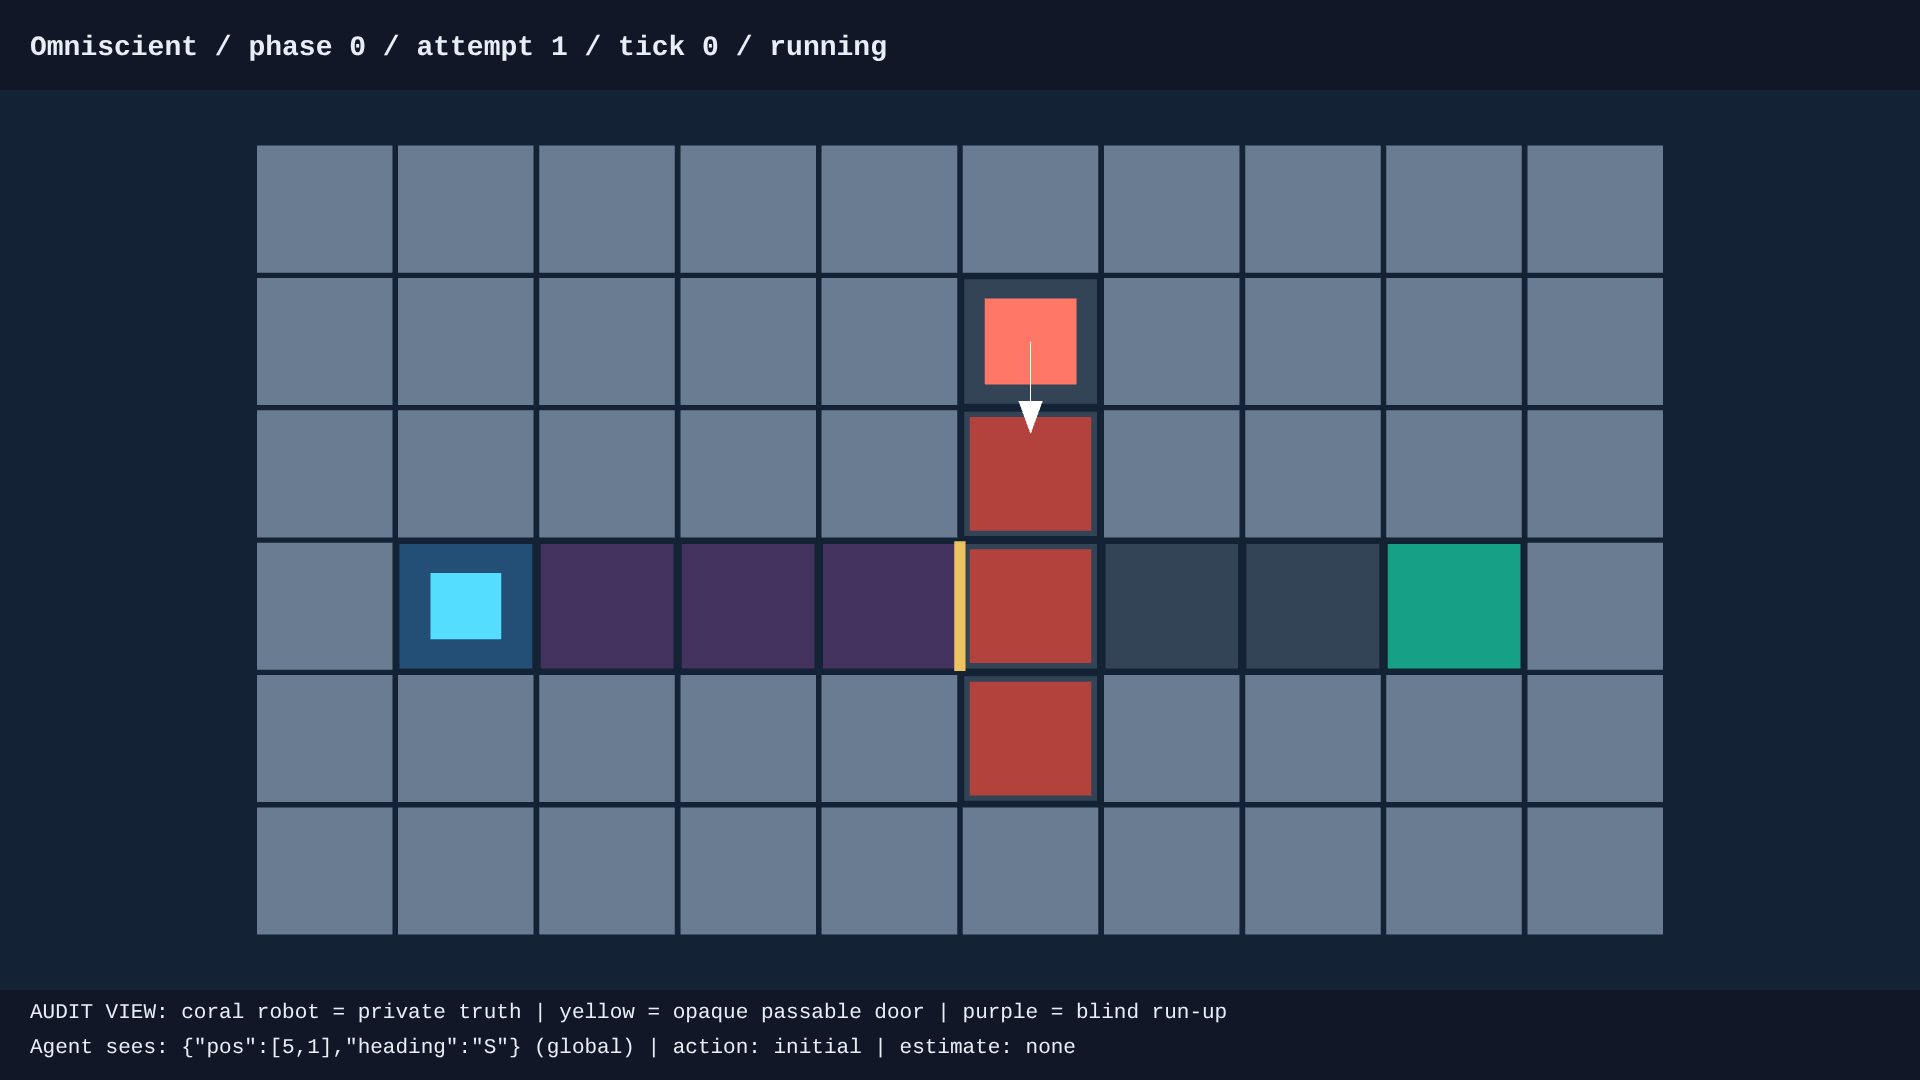 Omniscient / phase 0 / attempt 1 / tick 0 / running
AUDIT VIEW: coral robot = private truth | yellow = opaque passable door | purple = blind run-up
Agent sees: {"pos":[5,1],"heading":"S"} (global) | action: initial | estimate: none